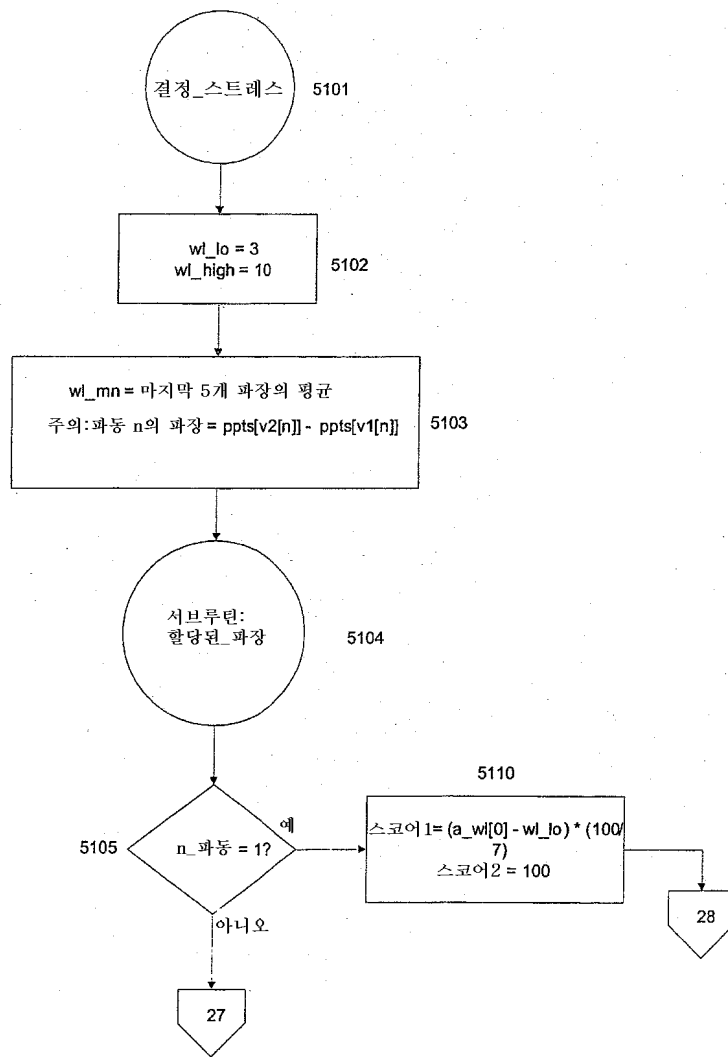 결정_스트레스
5101
wl_lo = 3
wl_high = 10
5102
wl_mn = 마지막 5개 파장의 평균
주의:파동 n의 파장 = ppts[v2[n]] - ppts[v1[n]]
5103
서브루틴:
할당된_파장
5104
5105
n_파동 = 1?
예
아니오
5110
스코어1= (a_wl[0] - wl_lo) * (100/
7)
스코어2 = 100
28
27